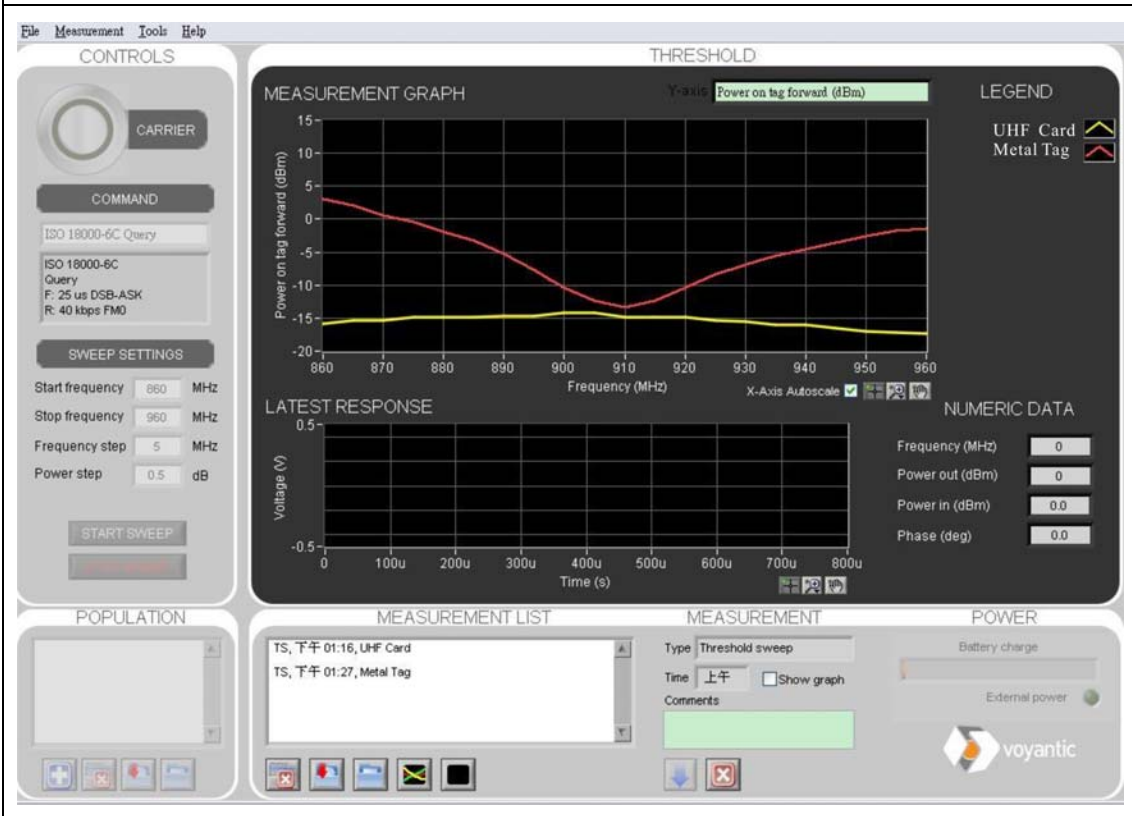 File Measurement Tools Help
CONTROLS
CARRIER
COMMAND
ISO 18000-6C Query
ISO 18000-6C
Query
F: 25 us DSB-ASK
R: 40 kbps FM0
SWEEP SETTINGS
Start frequency 860 MHz
Stop frequency 960 MHz
Frequency step 5 MHz
Power step 0.5 dB
START SWEEP
THRESHOLD
MEASUREMENT GRAPH
Y-axis Power on tag forward (dBm)
LEGEND
UHF Card
Metal Tag
Power on tag forward (dBm)
15
10
5
0
-5
-10
-15
-20
860 870 880 890 900 910 920 930 940 950 960
Frequency (MHz)
X-Axis Autoscale
LATEST RESPONSE
Voltage (V)
0.5
-0.5
0 100u 200u 300u 400u 500u 600u 700u 800u
Time (s)
NUMERIC DATA
Frequency (MHz) 0
Power out (dBm) 0
Power in (dBm) 0.0
Phase (deg) 0.0
POPULATION
MEASUREMENT LIST
TS, 下午 01:16, UHF Card
TS, 下午 01:27, Metal Tag
MEASUREMENT
Type Threshold sweep
Time 上午 Show graph
Comments
POWER
Battery charge
External power
voyantic